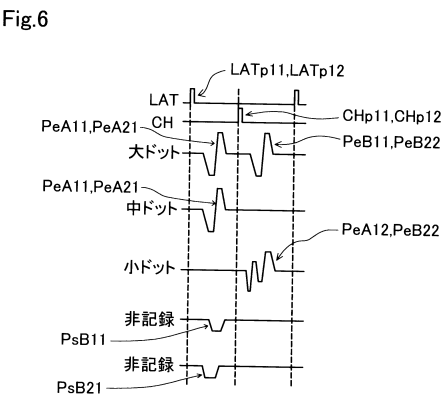 Fig.6
LATp11,LATp12
LAT
CH
CHp11,CHp12
PeA11,PeA21
PeB11,PeB22
大ドット
PeA11,PeA21
中ドット
PeA12,PeB22
小ドット
非記録
PsB11
非記録
PsB21